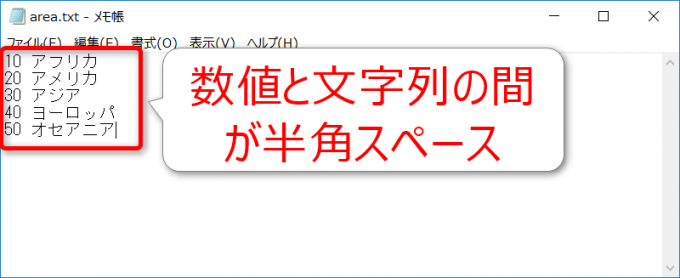 area.txt - メモ帳
ファイル(F) 編集(E) 書式(O) 表示(V) ヘルプ(H)
10 アフリカ
20 アメリカ
30 アジア
40 ヨーロッパ
50 オセアニア
数値と文字列の間
が半角スペース